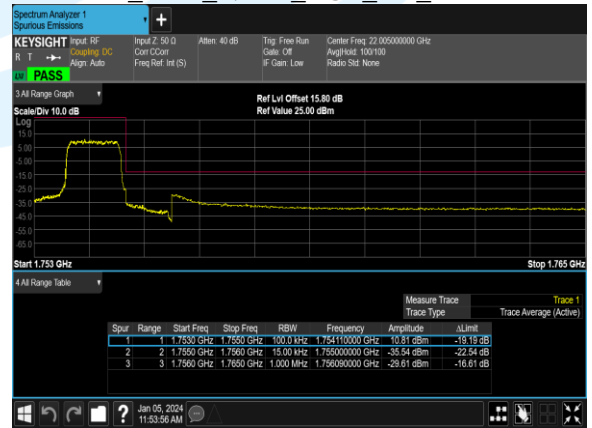 Spectrum Analyzer 1
Spurious Emissions
+
KEYSIGHT Input: RF Input Z: 50 Ω Atten: 40 dB Trig: Free Run Center Freq: 22.005000000 GHz
R T Coupling: DC Corr CCorr Gate: Off Avg|Hold: 100/100
Align: Auto Freq Ref: Int (S) IF Gain: Low Radio Std: None
LV PASS
3 All Range Graph
Ref Lvl Offset 15.80 dB
Scale/Div 10.0 dB Ref Value 25.00 dBm
Log
15.0
5.00
-5.00
-15.0
-25.0
-35.0
-45.0
-55.0
-65.0
Start 1.753 GHz Stop 1.765 GHz
4 All Range Table
Measure Trace Trace 1
Trace Type Trace Average (Active)
Spur Range Start Freq Stop Freq RBW Frequency Amplitude ΔLimit
1 1 1.7530 GHz 1.7550 GHz 100.0 kHz 1.754110000 GHz 10.81 dBm -19.19 dB
2 2 1.7550 GHz 1.7560 GHz 15.00 kHz 1.755000000 GHz -35.54 dBm -22.54 dB
3 3 1.7560 GHz 1.7650 GHz 1.000 MHz 1.756090000 GHz -29.61 dBm -16.61 dB
? Jan 05, 2024
11:53:56 AM